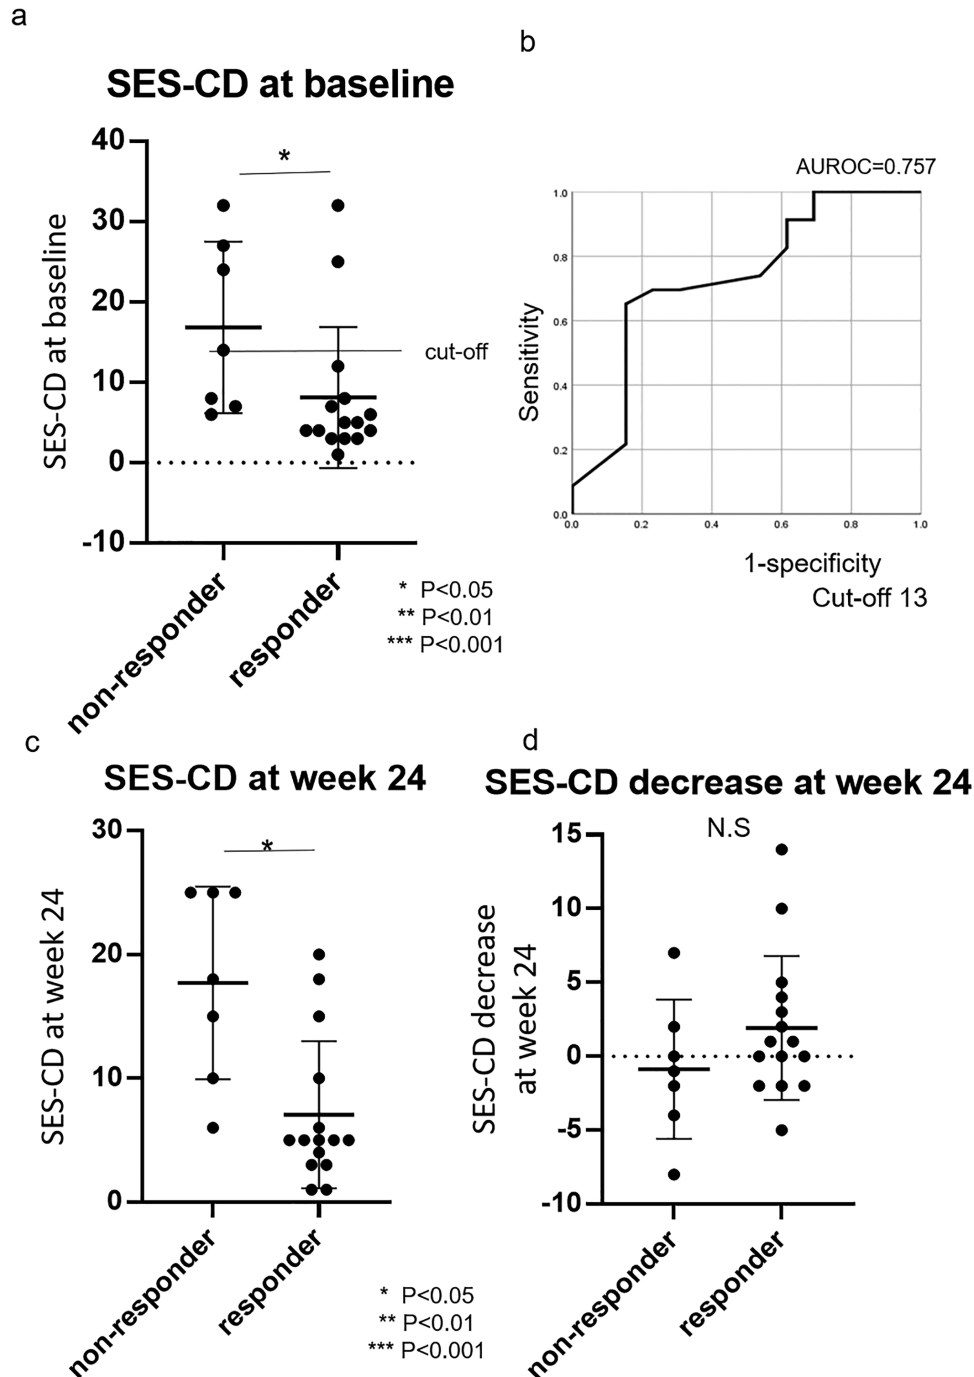 a
SES-CD at baseline
*
SES-CD at baseline
40
30
20
10
0
-10
cut-off
non-responder
responder
* P<0.05
** P<0.01
*** P<0.001
b
AUROC=0.757
Sensitivity
1.0
0.8
0.6
0.4
0.2
0.0
0.0 0.2 0.4 0.6 0.8 1.0
1-specificity
Cut-off 13
c
SES-CD at week 24
*
SES-CD at week 24
30
20
10
0
non-responder
responder
* P<0.05
** P<0.01
*** P<0.001
d
SES-CD decrease at week 24
N.S
SES-CD decrease
at week 24
15
10
5
0
-5
-10
non-responder
responder